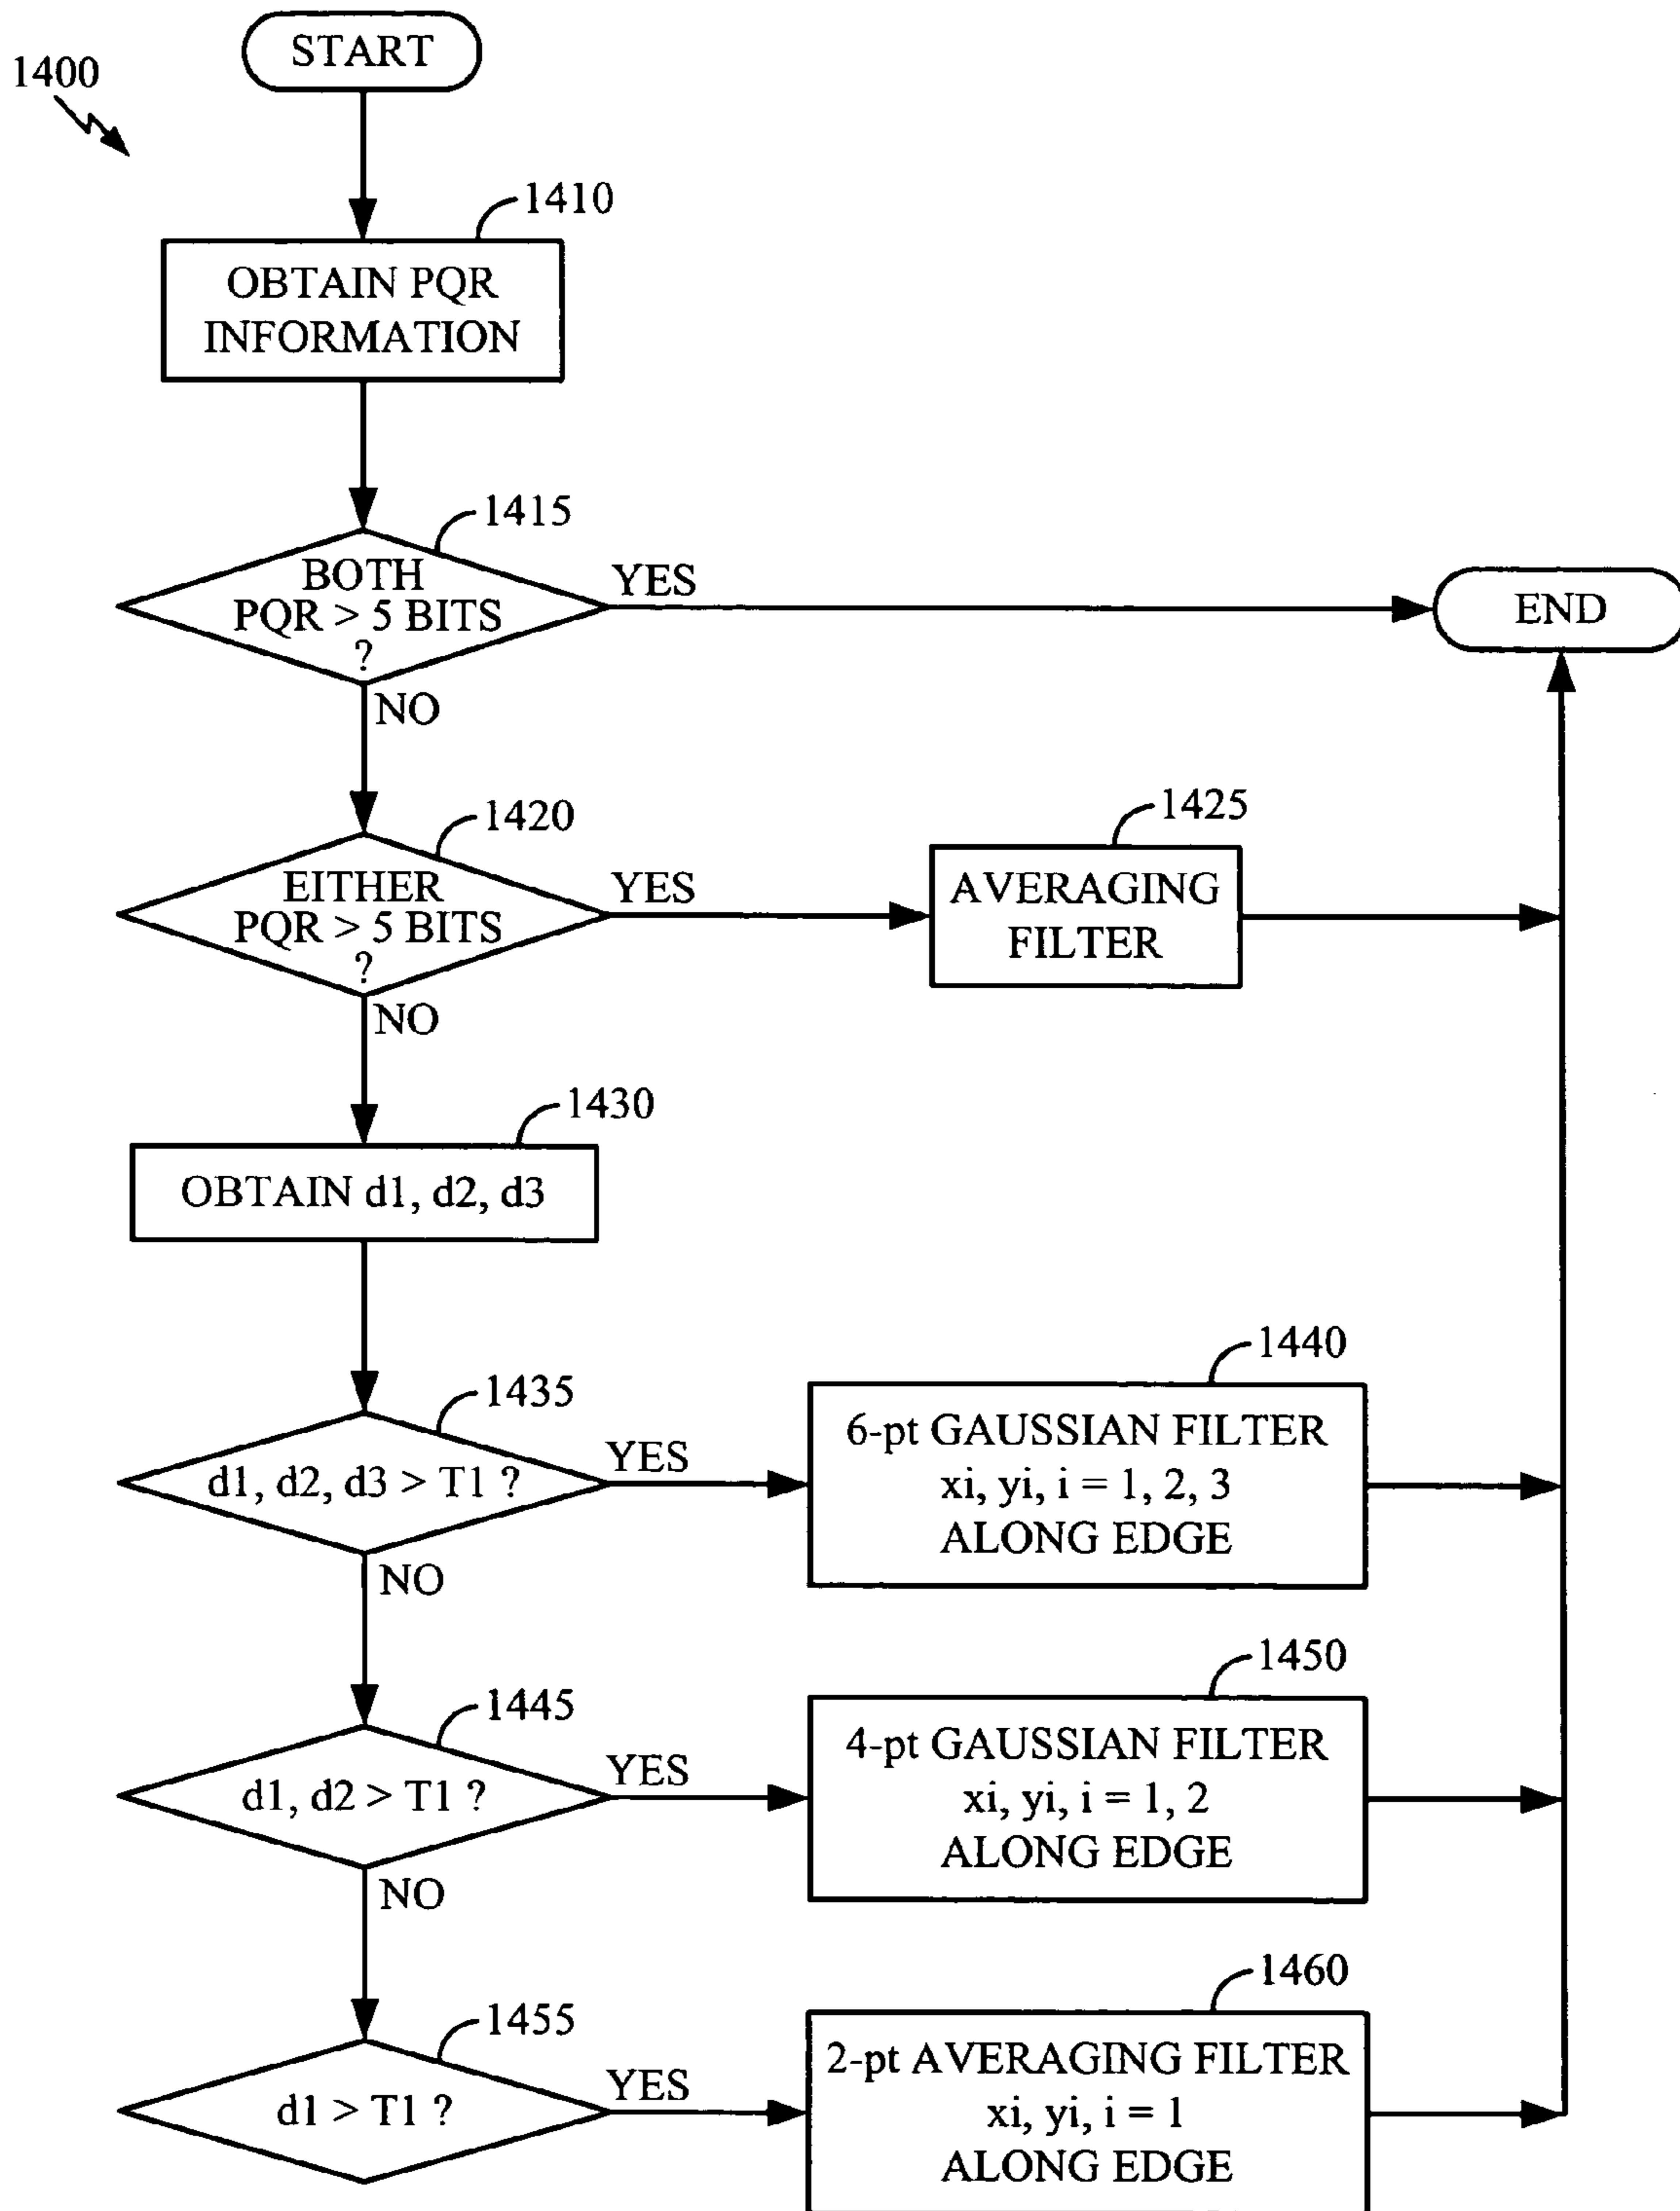 START
1400
1410
OBTAIN PQR
INFORMATION
1415
BOTH
PQR > 5 BITS
?
YES
END
NO
1420
EITHER
PQR > 5 BITS
?
YES
1425
AVERAGING
FILTER
NO
1430
OBTAIN d1, d2, d3
1435
d1, d2, d3 > T1 ?
YES
1440
6-pt GAUSSIAN FILTER
xi, yi, i = 1, 2, 3
ALONG EDGE
NO
1445
d1, d2 > T1 ?
YES
1450
4-pt GAUSSIAN FILTER
xi, yi, i = 1, 2
ALONG EDGE
NO
1455
d1 > T1 ?
YES
1460
2-pt AVERAGING FILTER
xi, yi, i = 1
ALONG EDGE